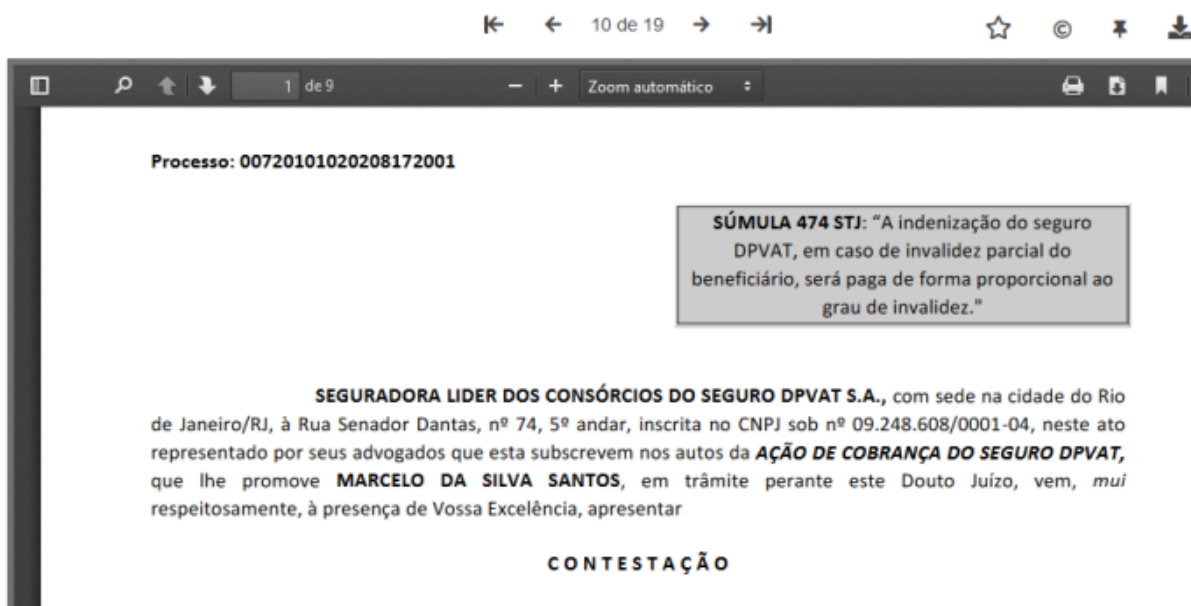 10 de 19
1 de 9
Zoom automático
Processo: 00720101020208172001
SÚMULA 474 STJ: “A indenização do seguro
DPVAT, em caso de invalidez parcial do
beneficiário, será paga de forma proporcional ao
grau de invalidez."
SEGURADORA LIDER DOS CONSÓRCIOS DO SEGURO DPVAT S.A., com sede na cidade do Rio
de Janeiro/RJ, à Rua Senador Dantas, nº 74, 5º andar, inscrita no CNPJ sob nº 09.248.608/0001-04, neste ato
representado por seus advogados que esta subscrevem nos autos da AÇÃO DE COBRANÇA DO SEGURO DPVAT,
que lhe promove MARCELO DA SILVA SANTOS, em trâmite perante este Douto Juízo, vem, mui
respeitosamente, à presença de Vossa Excelência, apresentar
CONTESTAÇÃO